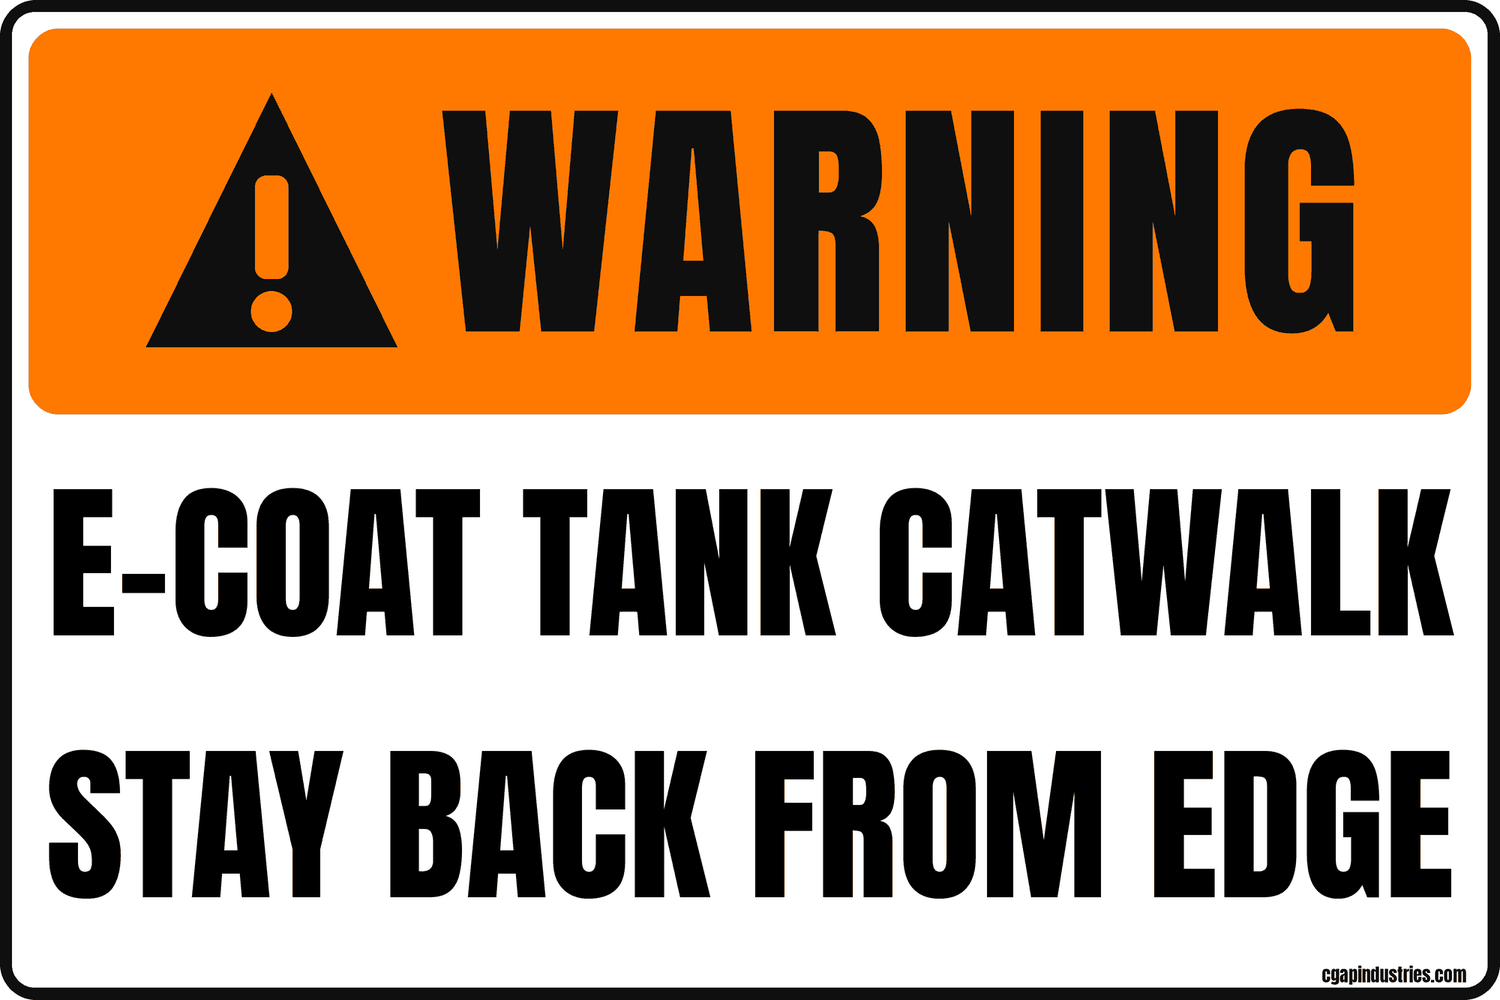 WARNING
E-COAT TANK CATWALK
STAY BACK FROM EDGE
cgapindustries.com